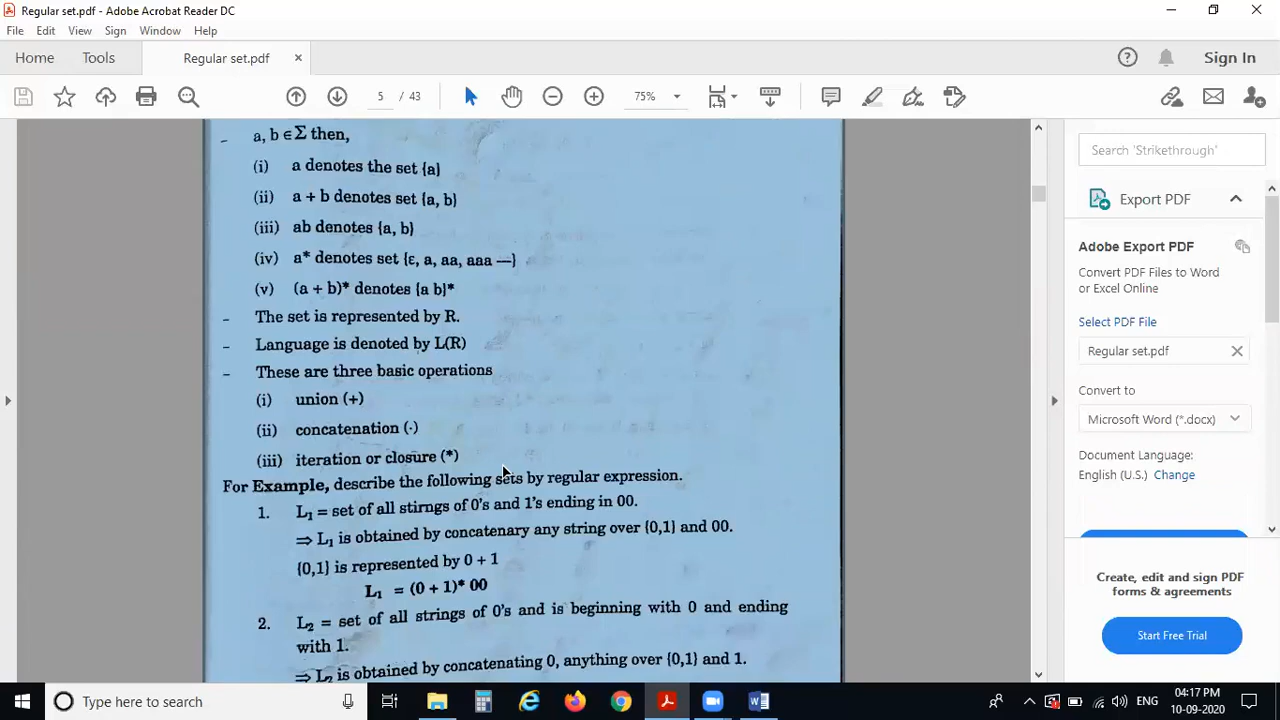 Regular set.pdf - Adobe Acrobat Reader DC
File Edit View Sign Window Help
Home Tools Regular set.pdf × Sign In
5 / 43 75%
a, b ∈ Σ then,
(i) a denotes the set {a}
(ii) a + b denotes set {a, b}
(iii) ab denotes {a, b}
(iv) a* denotes set {ε, a, aa, aaa —}
(v) (a + b)* denotes {a b}*
- The set is represented by R.
- Language is denoted by L(R)
- These are three basic operations
(i) union (+)
(ii) concatenation (·)
(iii) iteration or closure (*)
For Example, describe the following sets by regular expression.
1. L₁ = set of all stirngs of 0's and 1's ending in 00.
⇒ L₁ is obtained by concatenary any string over {0,1} and 00.
{0,1} is represented by 0 + 1
L₁ = (0 + 1)* 00
2. L₂ = set of all strings of 0's and is beginning with 0 and ending
with 1.
⇒ L₂ is obtained by concatenating 0, anything over {0,1} and 1.
Search 'Strikethrough'
Export PDF
Adobe Export PDF
Convert PDF Files to Word
or Excel Online
Select PDF File
Regular set.pdf
Convert to
Microsoft Word (*.docx)
Document Language:
English (U.S.) Change
Create, edit and sign PDF
forms & agreements
Start Free Trial
Type here to search
ENG
04:17 PM
10-09-2020